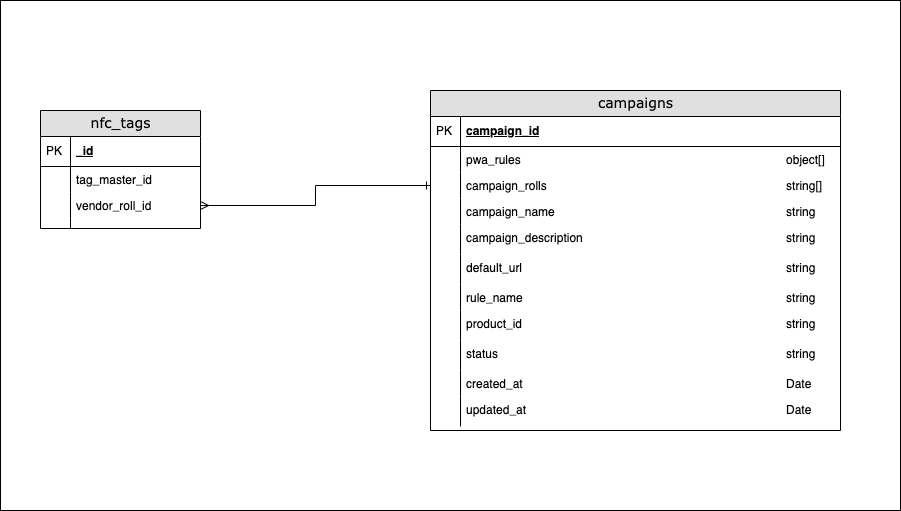 nfc_tags
PK _id
tag_master_id
vendor_roll_id
campaigns
PK campaign_id
pwa_rules object[]
campaign_rolls string[]
campaign_name string
campaign_description string
default_url string
rule_name string
product_id string
status string
created_at Date
updated_at Date